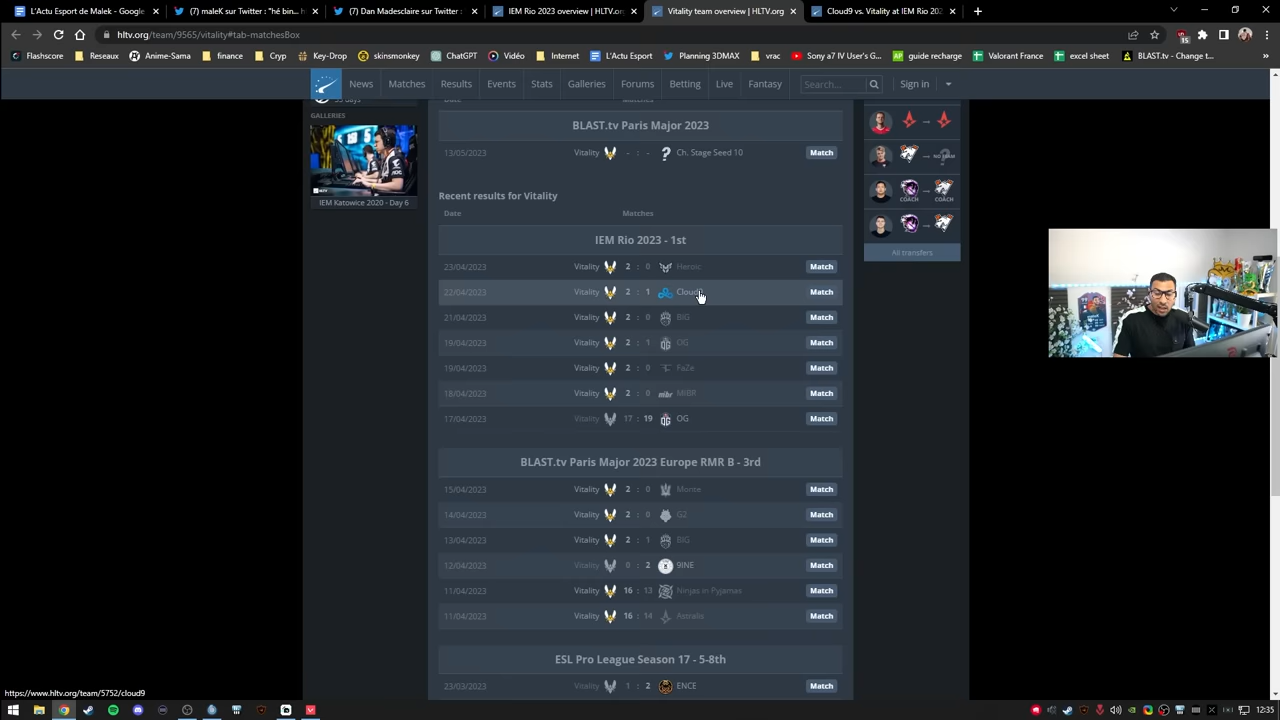 L'Actu Esport de Malek - Google
(7) maleK sur Twitter : "hé bin...
(7) Dan Madesclaire sur Twitter :
IEM Rio 2023 overview | HLTV.org
Vitality team overview | HLTV.org
Cloud9 vs. Vitality at IEM Rio 202
hltv.org/team/9565/vitality#tab-matchesBox
Flashscore
Reseaux
Anime-Sama
finance
Cryp
Key-Drop
skinsmonkey
ChatGPT
Vidéo
Internet
L'Actu Esport
Planning 3DMAX
vrac
Sony a7 IV User's G...
guide recharge
Valorant France
excel sheet
BLAST.tv - Change t...
News
Matches
Results
Events
Stats
Galleries
Forums
Betting
Live
Fantasy
Search...
Sign in
GALLERIES
IEM Katowice 2020 - Day 6
Date Matches
BLAST.tv Paris Major 2023
13/05/2023 Vitality - : - ? Ch. Stage Seed 10 Match
Recent results for Vitality
Date Matches
IEM Rio 2023 - 1st
23/04/2023 Vitality 2 : 0 Heroic Match
22/04/2023 Vitality 2 : 1 Cloud9 Match
21/04/2023 Vitality 2 : 0 BIG Match
19/04/2023 Vitality 2 : 1 OG Match
19/04/2023 Vitality 2 : 0 FaZe Match
18/04/2023 Vitality 2 : 0 MIBR Match
17/04/2023 Vitality 17 : 19 OG Match
BLAST.tv Paris Major 2023 Europe RMR B - 3rd
15/04/2023 Vitality 2 : 0 Monte Match
14/04/2023 Vitality 2 : 0 G2 Match
13/04/2023 Vitality 2 : 1 BIG Match
12/04/2023 Vitality 0 : 2 9INE Match
11/04/2023 Vitality 16 : 13 Ninjas in Pyjamas Match
11/04/2023 Vitality 16 : 14 Astralis Match
ESL Pro League Season 17 - 5-8th
23/03/2023 Vitality 1 : 2 ENCE Match
NO TEAM
COACH COACH
All transfers
https://www.hltv.org/team/5752/cloud9
12:35